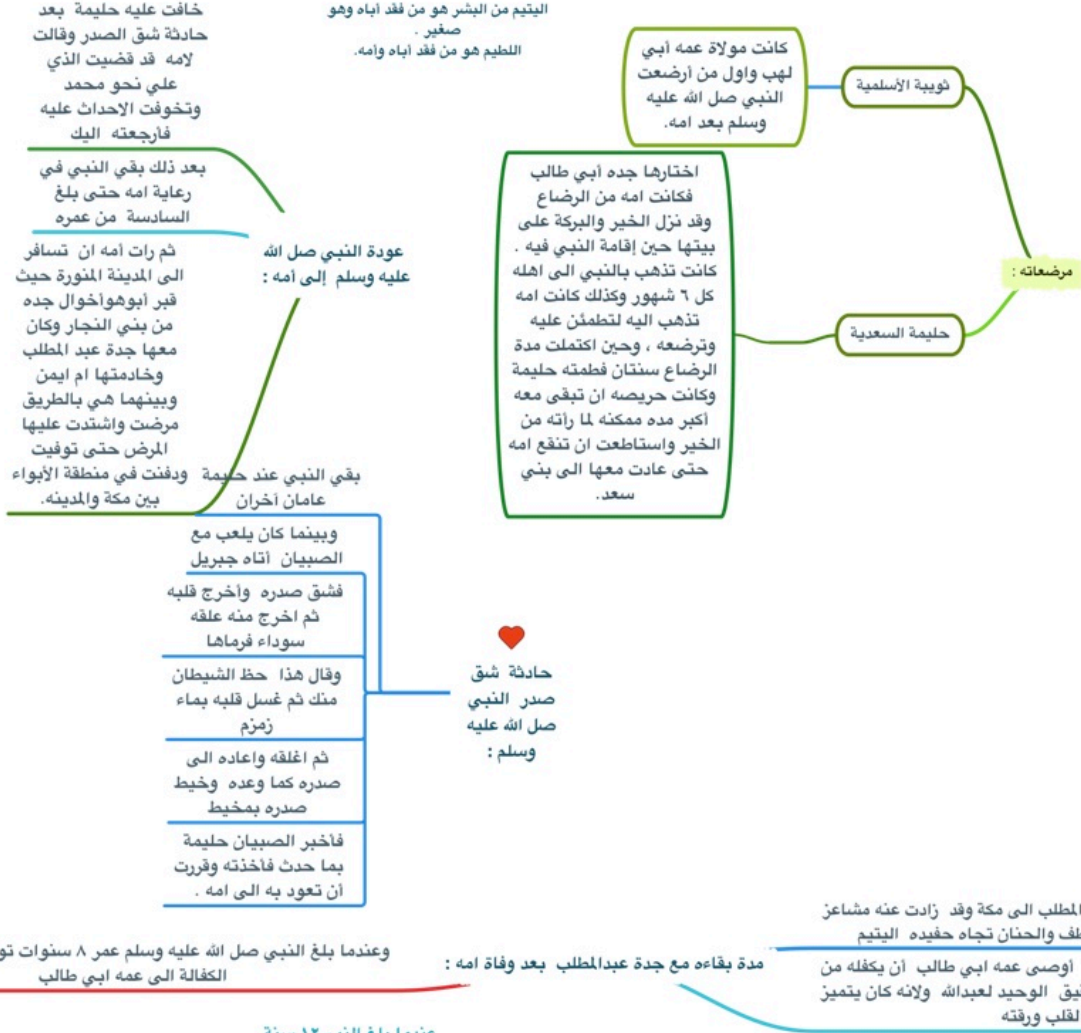 اليتيم من البشر هو من فقد أباه وهو
صغير .
اللطيم هو من فقد أباه وأمه.
مرضعاته :
ثويبة الأسلمية
كانت مولاة عمه أبي
لهب واول من أرضعت
النبي صل الله عليه
وسلم بعد امه.
حليمة السعدية
اختارها جده أبي طالب
فكانت امه من الرضاع
وقد نزل الخير والبركة على
بيتها حين إقامة النبي فيه .
كانت تذهب بالنبي الى اهله
كل ٦ شهور وكذلك كانت امه
تذهب اليه لتطمئن عليه
وترضعه ، وحين اكتملت مدة
الرضاع سنتان فطمته حليمة
وكانت حريصه ان تبقى معه
أكبر مده ممكنه لما رأته من
الخير واستاطعت ان تنقع امه
حتى عادت معها الى بني
سعد.
عودة النبي صل الله
عليه وسلم إلى أمه :
خافت عليه حليمة بعد
حادثة شق الصدر وقالت
لامه قد قضيت الذي
علي نحو محمد
وتخوفت الاحداث عليه
فأرجعته اليك
بعد ذلك بقي النبي في
رعاية امه حتى بلغ
السادسة من عمره
ثم رات أمه ان تسافر
الى المدينة المنورة حيث
قبر أبوهوأخوال جده
من بني النجار وكان
معها جدة عبد المطلب
وخادمتها ام ايمن
وبينهما هي بالطريق
مرضت واشتدت عليها
المرض حتى توفيت
ودفنت في منطقة الأبواء
بين مكة والمدينه.
حادثة شق
صدر النبي
صل الله عليه
وسلم :
بقي النبي عند حليمة
عامان أخران
وبينما كان يلعب مع
الصبيان أتاه جبريل
فشق صدره وأخرج قلبه
ثم اخرج منه علقه
سوداء فرماها
وقال هذا حظ الشيطان
منك ثم غسل قلبه بماء
زمزم
ثم اغلقه واعاده الى
صدره كما وعده وخيط
صدره بمخيط
فأخبر الصبيان حليمة
بما حدث فأخذته وقررت
أن تعود به الى امه .
مدة بقاءه مع جدة عبدالمطلب بعد وفاة امه :
المطلب الى مكة وقد زادت عنه مشاعز
والحنان تجاه حفيده اليتيم
أوصى عمه ابي طالب أن يكفله من
الوحيد لعبدالله ولانه كان يتميز
ورقته
وعندما بلغ النبي صل الله عليه وسلم عمر ٨ سنوات
الكفالة الى عمه ابي طالب
عندما بلغ النبي ١٢ سنة